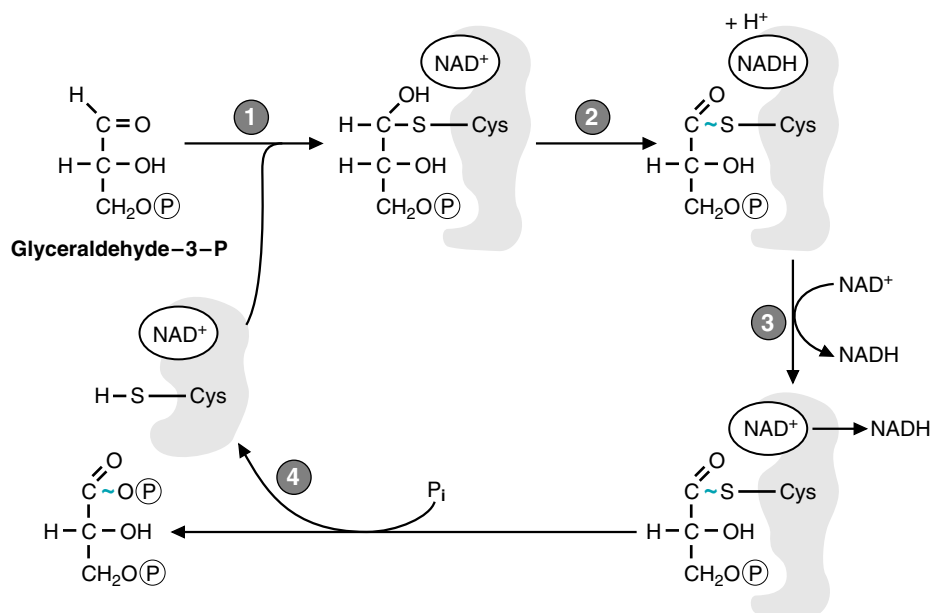 + H⁺
NAD⁺
NADH
H
C=O
H–C–OH
CH₂O P
Glyceraldehyde–3–P
1
OH
H–C–S–Cys
H–C–OH
CH₂O P
2
O
C~S–Cys
H–C–OH
CH₂O P
NAD⁺
3
NADH
NAD⁺
H–S–Cys
NAD⁺
NADH
O
C~O P
H–C–OH
CH₂O P
4
Pi
O
C~S–Cys
H–C–OH
CH₂O P